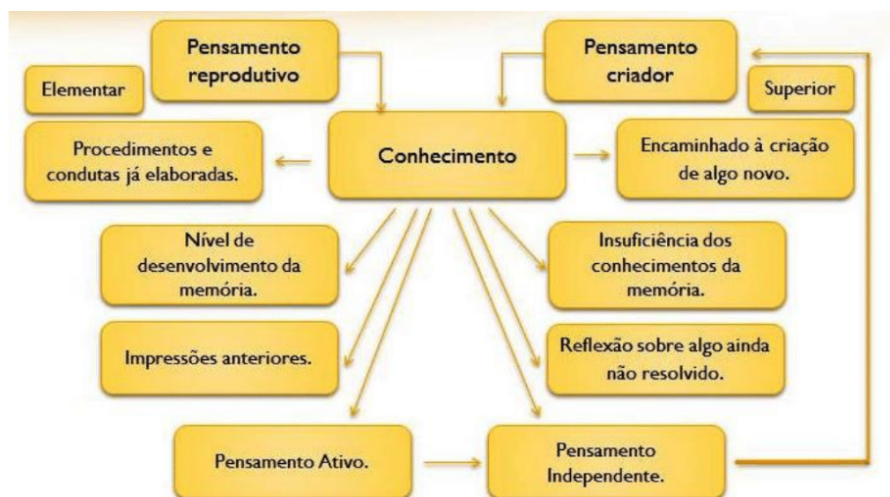 Pensamento
reprodutivo
Pensamento
criador
Elementar
Superior
Procedimentos e
condutas já elaboradas.
Conhecimento
Encaminhado à criação
de algo novo.
Nível de
desenvolvimento da
memória.
Insuficiência dos
conhecimentos da
memória.
Impressões anteriores.
Reflexão sobre algo ainda
não resolvido.
Pensamento Ativo.
Pensamento
Independente.